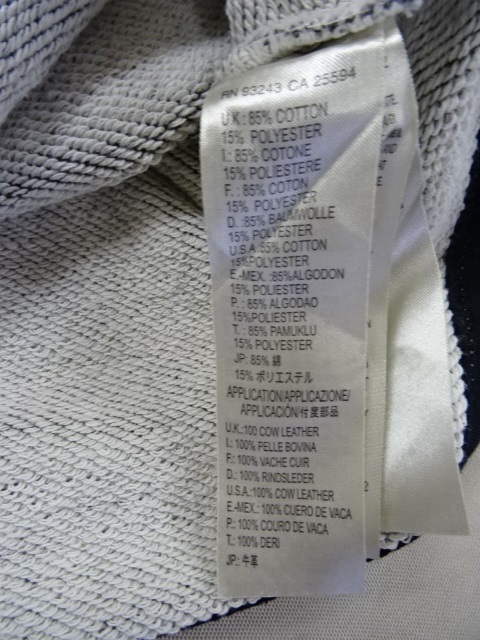 RN 93243 CA 25594
U.K: 85% COTTON
15% POLYESTER
I.: 85% COTONE
15% POLIESTERE
F. : 85% COTON
15% POLYESTER
D. :85% BAUMWOLLE
15% POLYESTER
U.S.A :85% COTTON
15%POLYESTER
E-MEX. :85%ALGODON
15% POLIESTER
P. : 85% ALGODAO
15%POLIESTER
T. : 85% PAMUKLU
15% POLYESTER
JP: 85% 綿
15% ポリエステル
APPLICATION/APPLICAZIONE/
APPLICACIÓN/付度部品
U.K.:100 COW LEATHER
I.: 100% PELLE BOVINA
F.: 100% VACHE CUIR
D.: 100% RINDSLEDER
U.S.A.:100% COW LEATHER
E-MEX.: 100% CUERO DE VACA
P.: 100% COURO DE VACA
T.: 100% DERI
JP.: 牛革